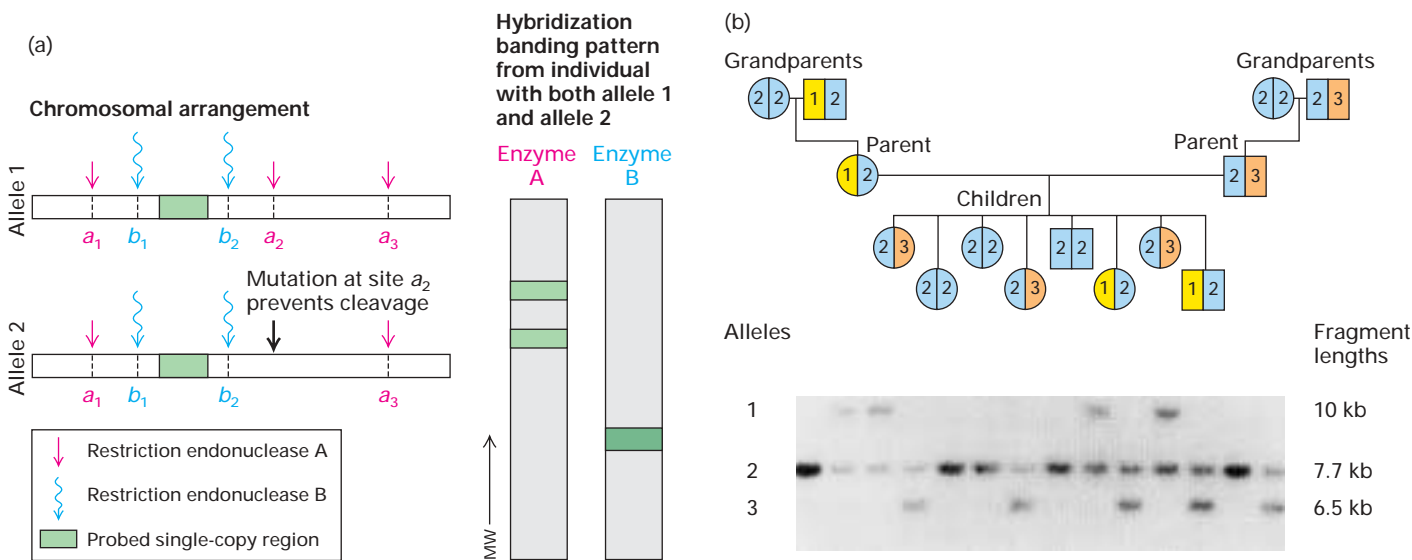 (a)
Chromosomal arrangement
Allele 1
a1
b1
b2
a2
a3
Mutation at site a2
prevents cleavage
Allele 2
a1
b1
b2
a3
Restriction endonuclease A
Restriction endonuclease B
Probed single-copy region
Hybridization
banding pattern
from individual
with both allele 1
and allele 2
Enzyme
A
Enzyme
B
MW
(b)
Grandparents
Grandparents
2 2
1 2
2 2
2 3
Parent
Parent
1 2
2 3
Children
2 3
2 2
2 2
2 3
2 2
2 3
1 2
1 2
Alleles
Fragment
lengths
1
10 kb
2
7.7 kb
3
6.5 kb